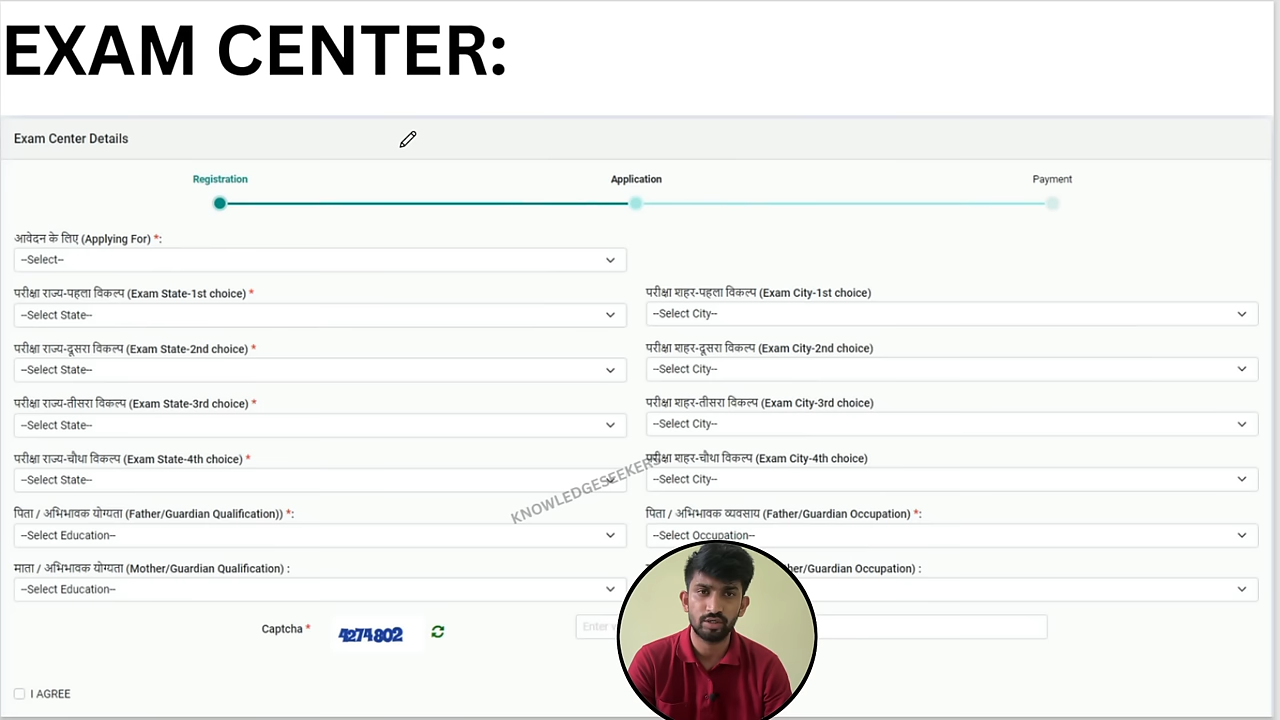 EXAM CENTER:
Exam Center Details
Registration
Application
Payment
आवेदन के लिए (Applying For) *:
--Select--
परीक्षा राज्य-पहला विकल्प (Exam State-1st choice) *
परीक्षा शहर-पहला विकल्प (Exam City-1st choice)
--Select State--
--Select City--
परीक्षा राज्य-दूसरा विकल्प (Exam State-2nd choice) *
परीक्षा शहर-दूसरा विकल्प (Exam City-2nd choice)
--Select State--
--Select City--
परीक्षा राज्य-तीसरा विकल्प (Exam State-3rd choice) *
परीक्षा शहर-तीसरा विकल्प (Exam City-3rd choice)
--Select State--
--Select City--
परीक्षा राज्य-चौथा विकल्प (Exam State-4th choice) *
परीक्षा शहर-चौथा विकल्प (Exam City-4th choice)
--Select State--
--Select City--
KNOWLEDGESEEKERS
पिता / अभिभावक योग्यता (Father/Guardian Qualification)) *:
पिता / अभिभावक व्यवसाय (Father/Guardian Occupation) *:
--Select Education--
--Select Occupation--
माता / अभिभावक योग्यता (Mother/Guardian Qualification) :
/Guardian Occupation) :
--Select Education--
Captcha *
4274802
Enter
I AGREE